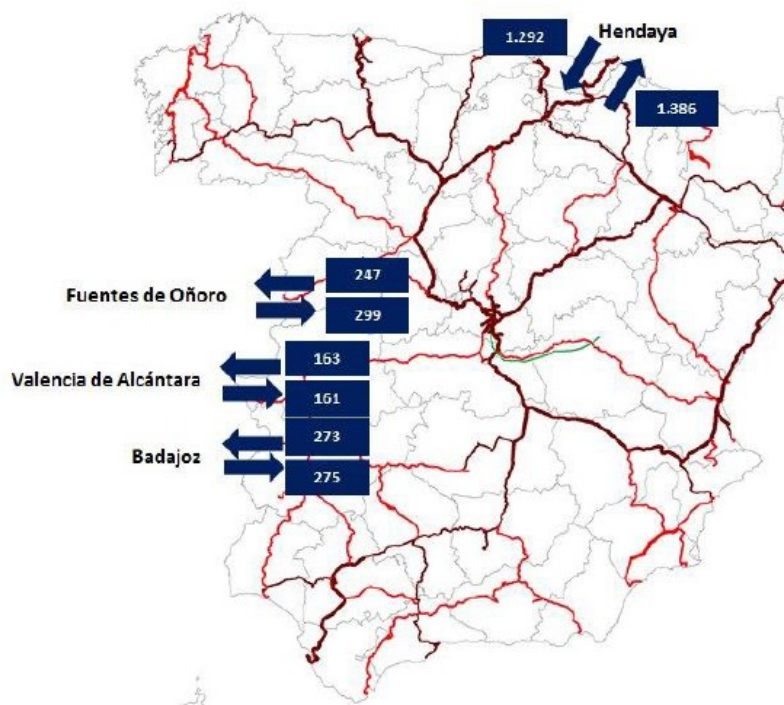 1.292
Hendaya
1.386
247
Fuentes de Oñoro
299
163
Valencia de Alcántara
161
273
Badajoz
275